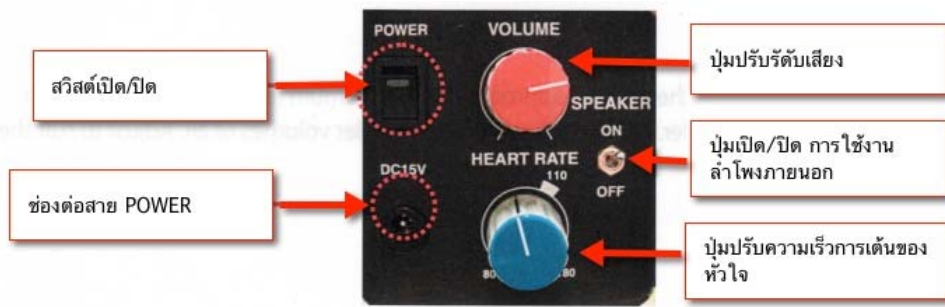 POWER
VOLUME
สวิสต์เปิด/ปิด
ปุ่มปรับรัดับเสียง
SPEAKER
ON
OFF
ปุ่มเปิด/ปิด การใช้งาน
ลำโพงภายนอก
DC15V
HEART RATE
110
80
80
ช่องต่อสาย POWER
ปุ่มปรับความเร็วการเต้นของ
หัวใจ